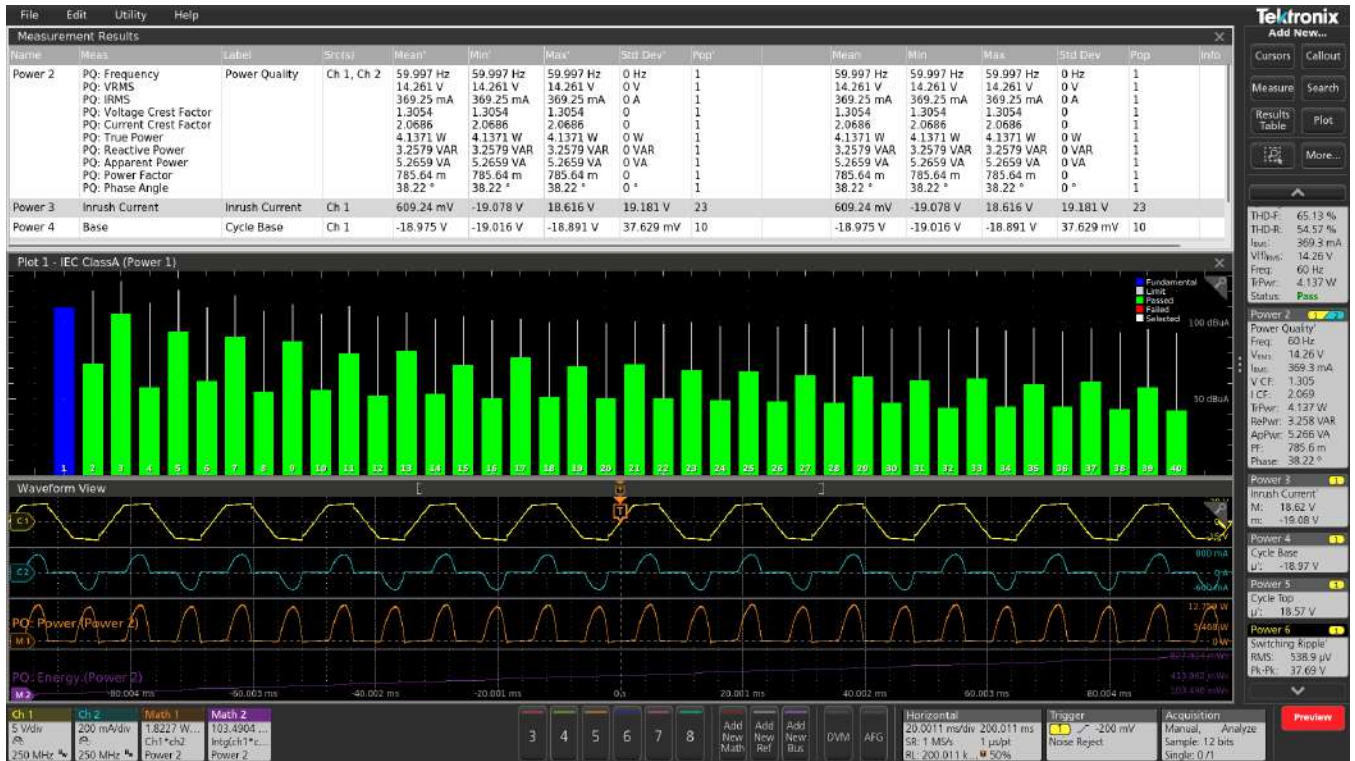 File Edit Utility Help
Tektronix
Measurement Results
Add New...
Name Meas Label Src(s) Mean' Min' Max' Std Dev' Pop' Mean Min Max Std Dev Pop Info
Cursors Callout
Power 2 PQ: Frequency Power Quality Ch 1, Ch 2 59.997 Hz 59.997 Hz 59.997 Hz 0 Hz 1 59.997 Hz 59.997 Hz 59.997 Hz 0 Hz 1
PQ: VRMS 14.261 V 14.261 V 14.261 V 0 V 1 14.261 V 14.261 V 14.261 V 0 V 1
PQ: IRMS 369.25 mA 369.25 mA 369.25 mA 0 A 1 369.25 mA 369.25 mA 369.25 mA 0 A 1
Measure Search
PQ: Voltage Crest Factor 1.3054 1.3054 1.3054 0 1 1.3054 1.3054 1.3054 0 1
PQ: Current Crest Factor 2.0686 2.0686 2.0686 0 1 2.0686 2.0686 2.0686 0 1
Results Table Plot
PQ: True Power 4.1371 W 4.1371 W 4.1371 W 0 W 1 4.1371 W 4.1371 W 4.1371 W 0 W 1
PQ: Reactive Power 3.2579 VAR 3.2579 VAR 3.2579 VAR 0 VAR 1 3.2579 VAR 3.2579 VAR 3.2579 VAR 0 VAR 1
PQ: Apparent Power 5.2659 VA 5.2659 VA 5.2659 VA 0 VA 1 5.2659 VA 5.2659 VA 5.2659 VA 0 VA 1
More...
PQ: Power Factor 785.64 m 785.64 m 785.64 m 0 1 785.64 m 785.64 m 785.64 m 0 1
PQ: Phase Angle 38.22 ° 38.22 ° 38.22 ° 0 ° 1 38.22 ° 38.22 ° 38.22 ° 0 ° 1
Power 3 Inrush Current Inrush Current Ch 1 609.24 mV -19.078 V 18.616 V 19.181 V 23 609.24 mV -19.078 V 18.616 V 19.181 V 23
Power 4 Base Cycle Base Ch 1 -18.975 V -19.016 V -18.891 V 37.629 mV 10 -18.975 V -19.016 V -18.891 V 37.629 mV 10
THD-F: 65.13 %
THD-R: 54.57 %
IRMS: 369.3 mA
14.26 V
Freq: 60 Hz
TrPwr: 4.137 W
Status: Pass
Plot 1 - IEC ClassA (Power 1)
Fundamental
Limit
Passed
Failed
Selected
100 dBuA
50 dBuA
1 2 3 4 5 6 7 8 9 10 11 12 13 14 15 16 17 18 19 20 21 22 23 24 25 26 27 28 29 30 31 32 33 34 35 36 37 38 39 40
Power 2 1 2
Power Quality'
Freq: 60 Hz
VRMS: 14.26 V
IRMS: 369.3 mA
V CF: 1.305
I CF: 2.069
TrPwr: 4.137 W
RePwr: 3.258 VAR
ApPwr: 5.266 VA
PF: 785.6 m
Phase: 38.22 °
Power 3 1
Inrush Current'
M: 18.62 V
m: -19.08 V
Power 4 1
Cycle Base
μ': -18.97 V
Power 5 1
Cycle Top
μ': 18.57 V
Power 6 1
Switching Ripple'
RMS: 538.9 μV
Pk-Pk: 37.69 V
Waveform View
T
C1
C2
800 mA
0 A
-600 mA
PQ: Power (Power 2)
M1
0 W
PQ: Energy (Power 2)
M2
-80.004 ms -60.003 ms -40.002 ms -20.001 ms 0 s 20.001 ms 40.002 ms 60.003 ms 80.004 ms
Ch 1
5 V/div
250 MHz
Ch 2
200 mA/div
250 MHz
Math 1
1.8227 W...
Ch1*ch2
Power 2
Math 2
103.4904 ...
Intg(ch1*c...
Power 2
3 4 5 6 7 8
Add New Math
Add New Ref
Add New Bus
DVM AFG
Horizontal
20.0011 ms/div 200.011 ms
SR: 1 MS/s 1 μs/pt
RL: 200.011 k... 50%
Trigger
1 -200 mV
Noise Reject
Acquisition
Manual, Analyze
Sample: 12 bits
Single: 0 /1
Preview